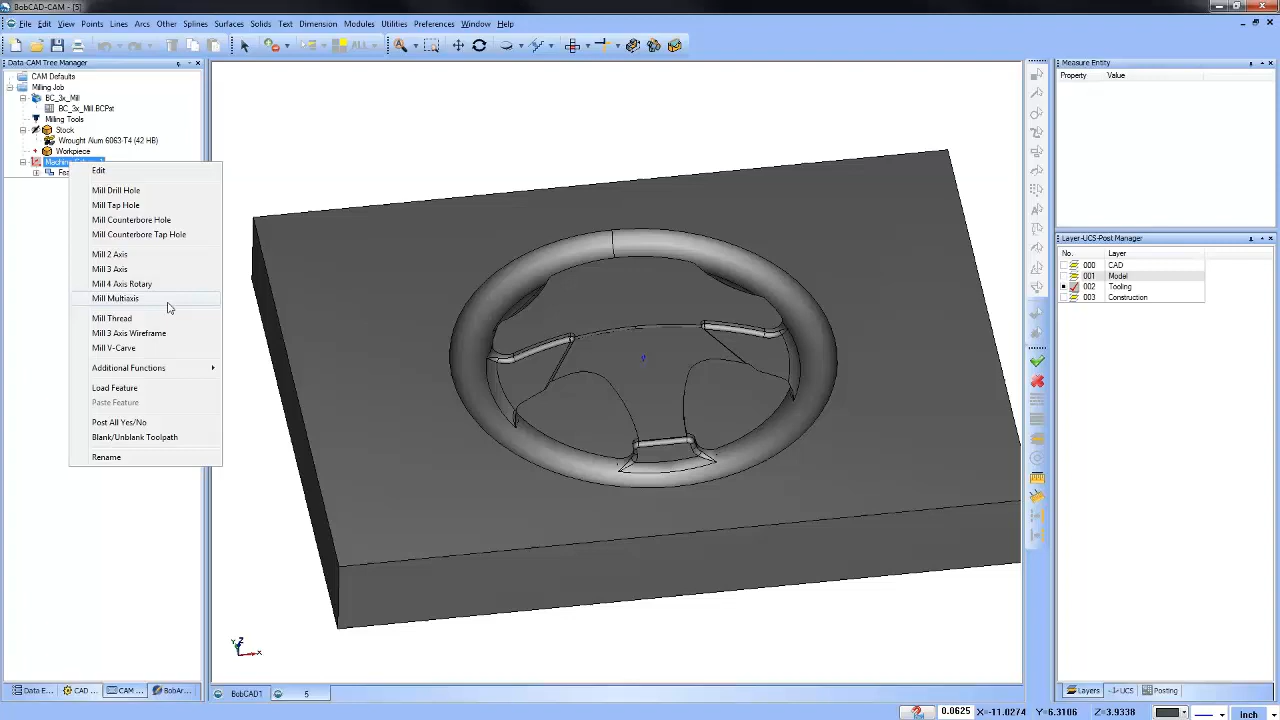 BobCAD-CAM - [5]
File Edit View Points Lines Arcs Other Splines Surfaces Solids Text Dimension Modules Utilities Preferences Window Help
ALL
Data-CAM Tree Manager
CAM Defaults
Milling Job
BC_3x_Mill
BC_3x_Mill.BCPst
Milling Tools
Stock
Wrought Alum 6063-T4 (42 HB)
Workpiece
Edit
Mill Drill Hole
Mill Tap Hole
Mill Counterbore Hole
Mill Counterbore Tap Hole
Mill 2 Axis
Mill 3 Axis
Mill 4 Axis Rotary
Mill Multiaxis
Mill Thread
Mill 3 Axis Wireframe
Mill V-Carve
Additional Functions
Load Feature
Paste Feature
Post All Yes/No
Blank/Unblank Toolpath
Rename
Data E...
CAD ...
CAM ...
BobAr...
Y Z X
BobCAD1
5
Measure Entity
Property Value
Layer-UCS-Post Manager
No. Layer
000 CAD
001 Model
002 Tooling
003 Construction
Layers
UCS
Posting
0.0625 X=-11.0274 Y=6.3106 Z=3.9338
Inch